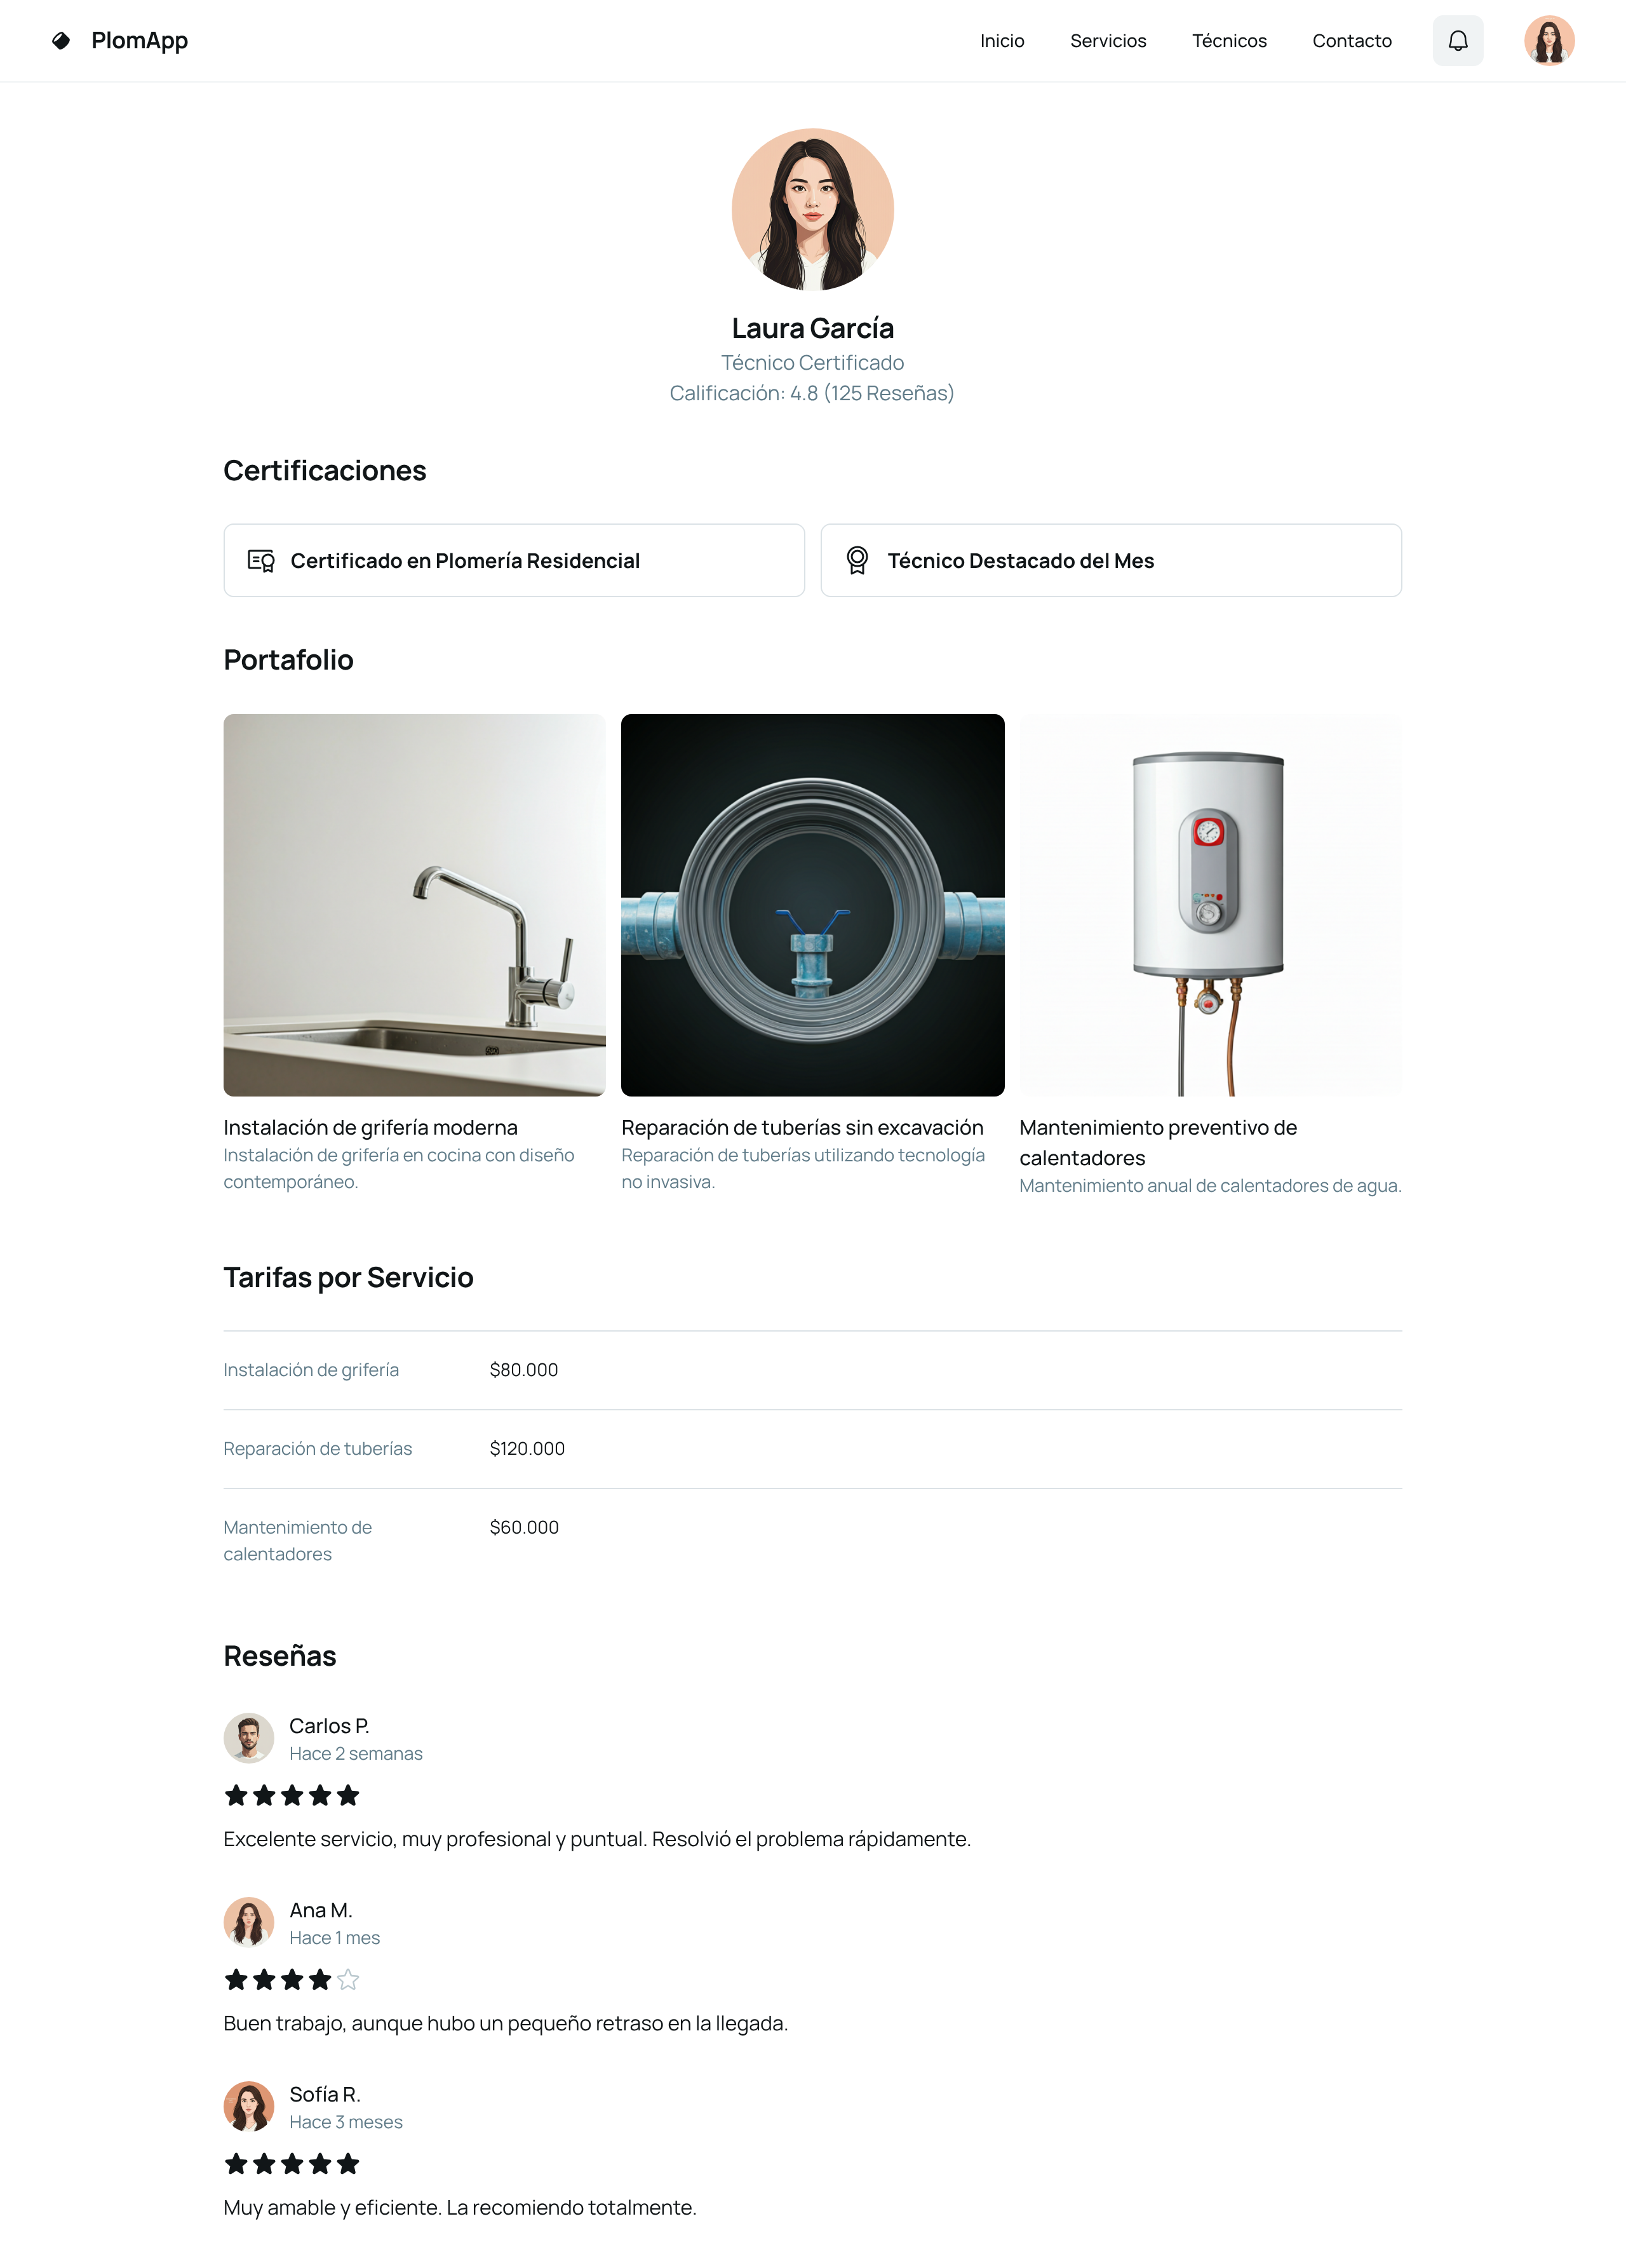 PlomApp
Inicio
Servicios
Técnicos
Contacto
Laura García
Técnico Certificado
Calificación: 4.8 (125 Reseñas)
Certificaciones
Certificado en Plomería Residencial
Técnico Destacado del Mes
Portafolio
Instalación de grifería moderna
Instalación de grifería en cocina con diseño
contemporáneo.
Reparación de tuberías sin excavación
Reparación de tuberías utilizando tecnología
no invasiva.
Mantenimiento preventivo de
calentadores
Mantenimiento anual de calentadores de agua.
Tarifas por Servicio
Instalación de grifería
$80.000
Reparación de tuberías
$120.000
Mantenimiento de
calentadores
$60.000
Reseñas
Carlos P.
Hace 2 semanas
Excelente servicio, muy profesional y puntual. Resolvió el problema rápidamente.
Ana M.
Hace 1 mes
Buen trabajo, aunque hubo un pequeño retraso en la llegada.
Sofía R.
Hace 3 meses
Muy amable y eficiente. La recomiendo totalmente.